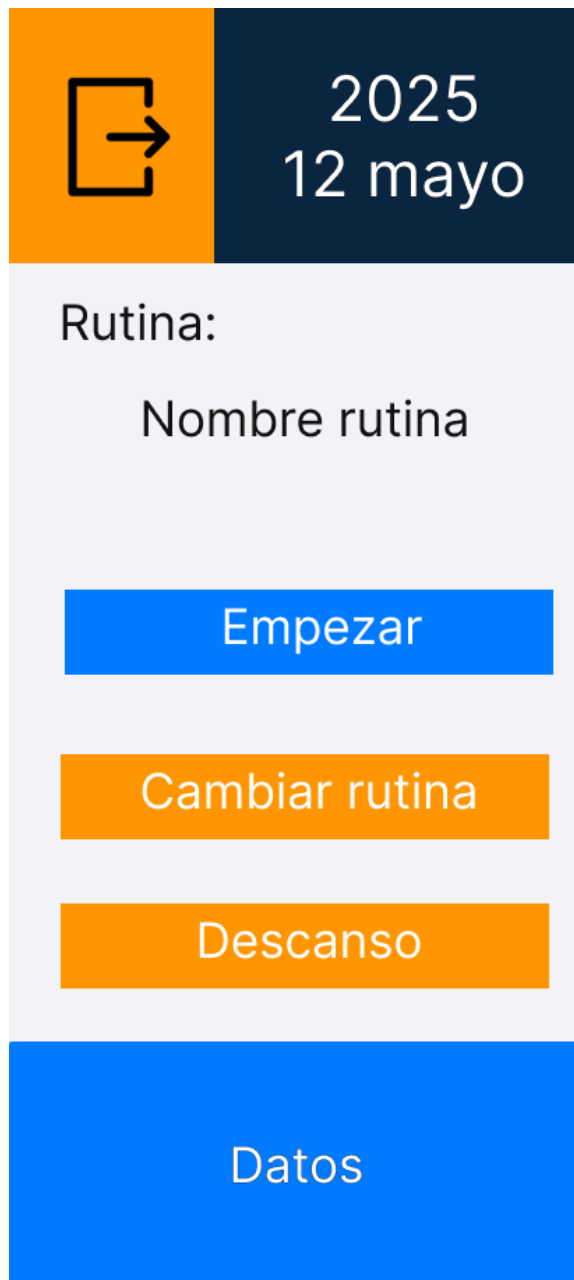 2025
12 mayo
Rutina:
Nombre rutina
Empezar
Cambiar rutina
Descanso
Datos